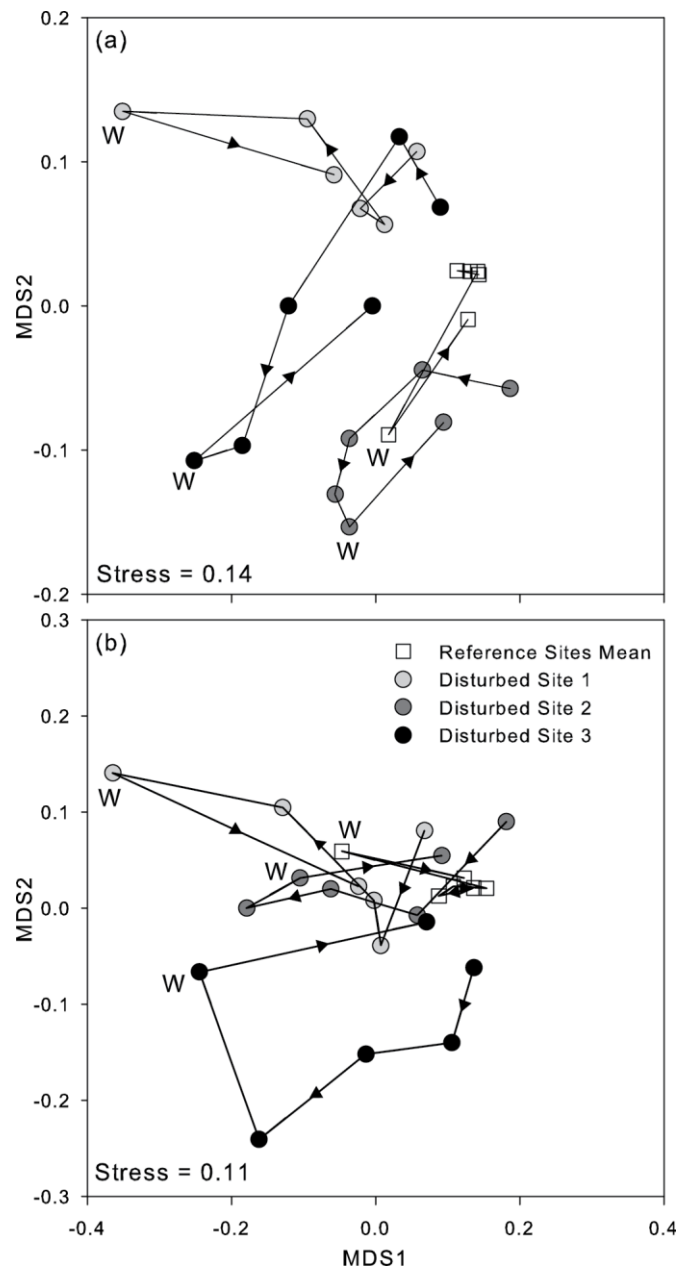 0.2
(a)
W
0.1
MDS2
0.0
-0.1
W
W
W
Stress = 0.14
-0.2
0.3
(b)
Reference Sites Mean
Disturbed Site 1
0.2
Disturbed Site 2
Disturbed Site 3
0.1
W
W
W
MDS2
0.0
W
-0.1
-0.2
Stress = 0.11
-0.3
-0.4 -0.2 0.0 0.2 0.4
MDS1